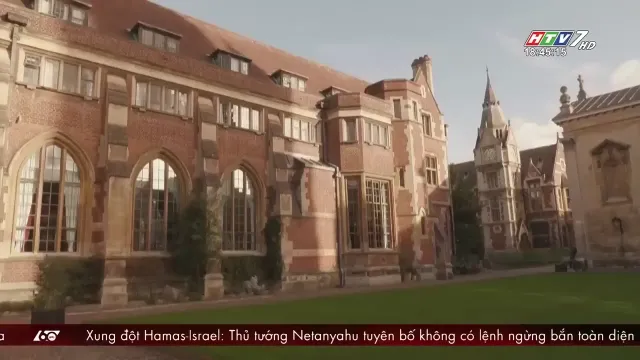 HTV7 HD
18:45:15
a
60 Xung đột Hamas-Israel: Thủ tướng Netanyahu tuyên bố không có lệnh ngừng bắn toàn diện